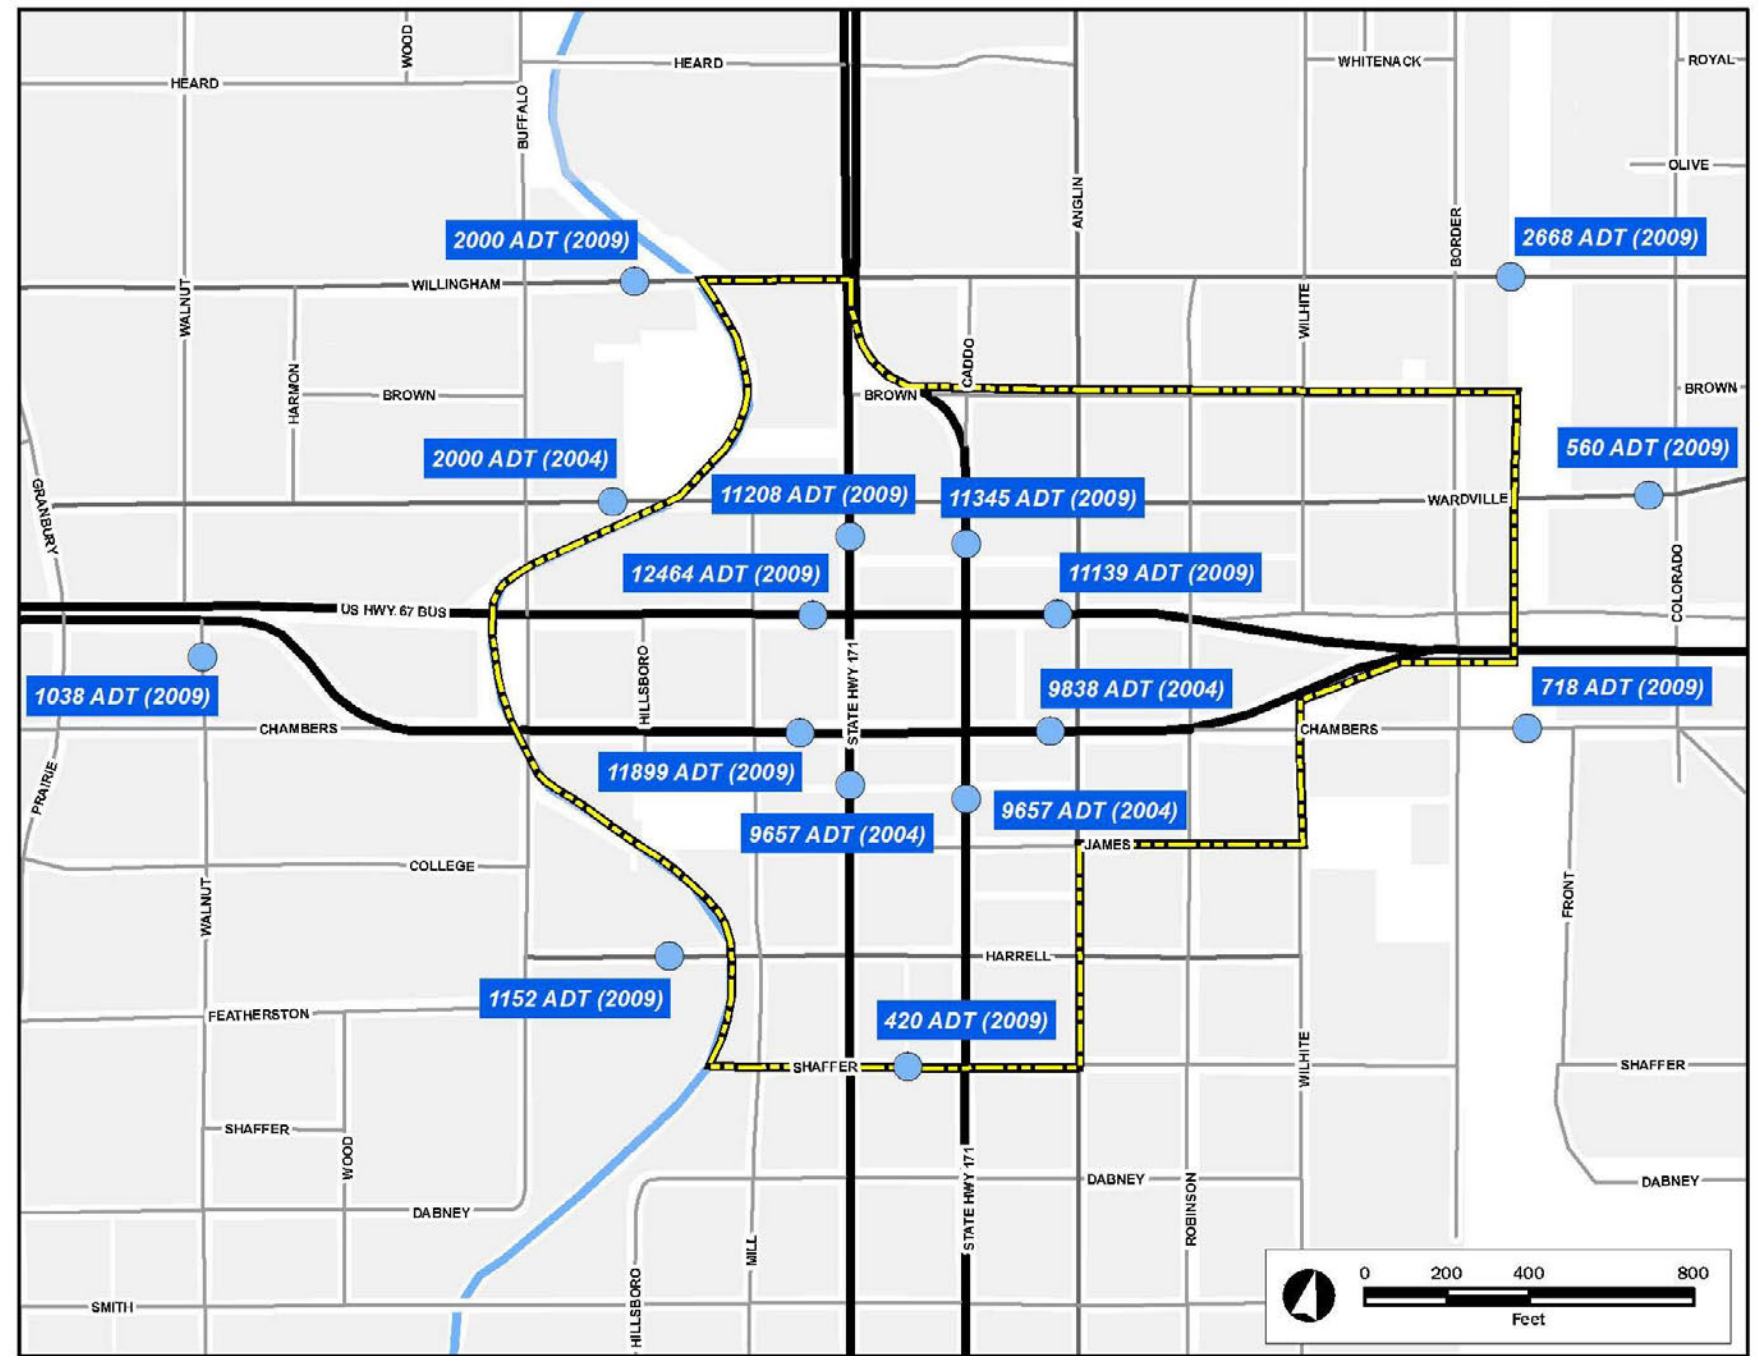 WOOD
HEARD
WHITENACK
ROYAL
HEARD
BUFFALO
OLIVE
ANGLIN
BORDER
2000 ADT (2009)
2668 ADT (2009)
WILLINGHAM
WALNUT
WILHITE
CADDO
HARMON
BROWN
BROWN
BROWN
2000 ADT (2004)
560 ADT (2009)
11208 ADT (2009)
11345 ADT (2009)
WARDVILLE
GRANBURY
12464 ADT (2009)
11139 ADT (2009)
COLORADO
US HWY 67 BUS
1038 ADT (2009)
HILLSBORO
STATE HWY 171
9838 ADT (2004)
718 ADT (2009)
CHAMBERS
CHAMBERS
PRAIRIE
11899 ADT (2009)
9657 ADT (2004)
9657 ADT (2004)
JAMES
COLLEGE
WALNUT
FRONT
HARRELL
1152 ADT (2009)
FEATHERSTON
420 ADT (2009)
SHAFFER
WILHITE
SHAFFER
SHAFFER
WOOD
DABNEY
DABNEY
DABNEY
STATE HWY 171
ROBINSON
MILL
HILLSBORO
SMITH
0 200 400 800
Feet